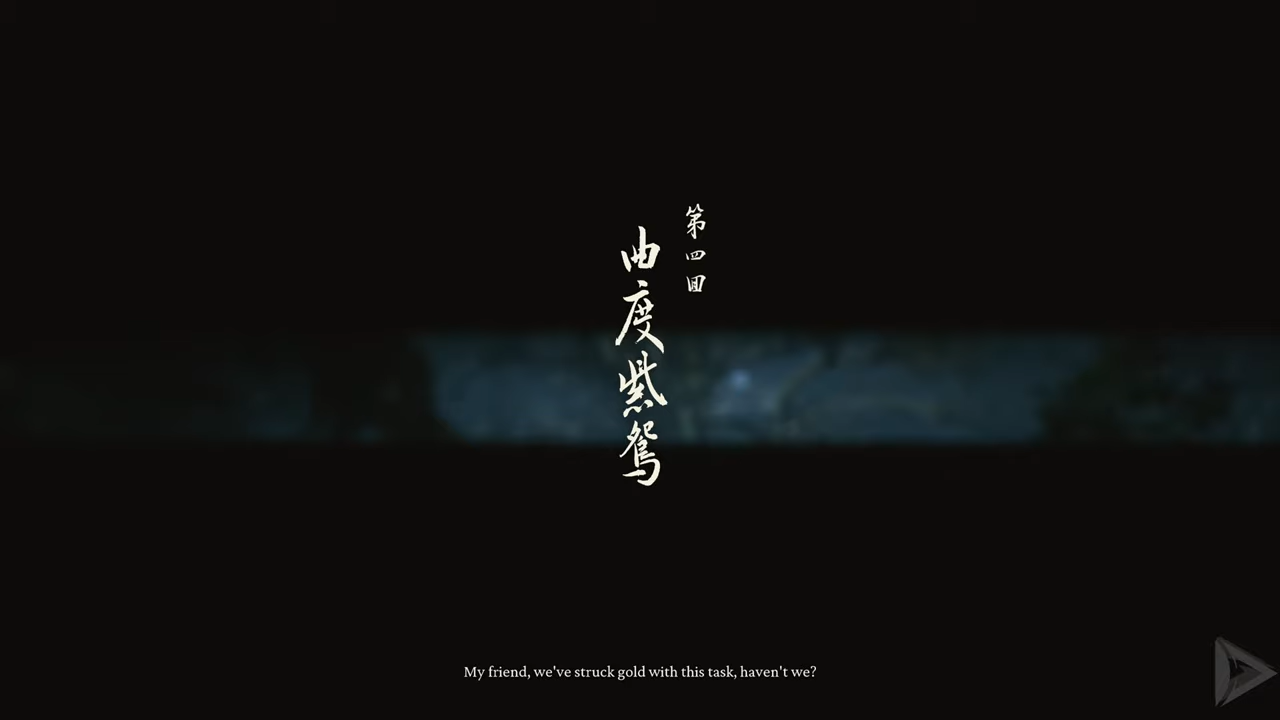 第四回
曲度紫鸳
My friend, we've struck gold with this task, haven't we?